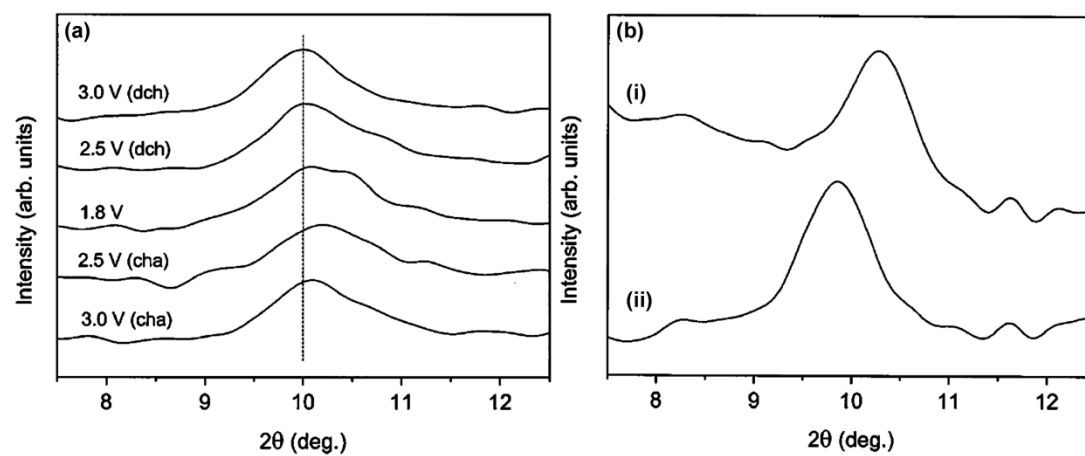 (a)
3.0 V (dch)
2.5 V (dch)
1.8 V
2.5 V (cha)
3.0 V (cha)
Intensity (arb. units)
8 9 10 11 12
2θ (deg.)
(b)
(i)
(ii)
Intensity (arb. units)
8 9 10 11 12
2θ (deg.)